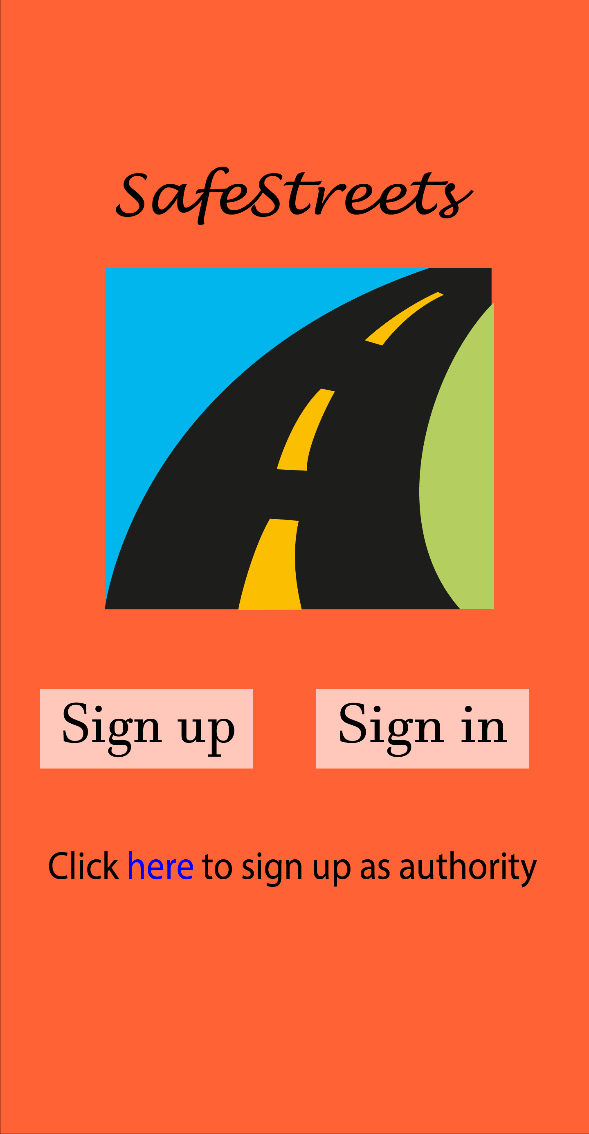 SafeStreets
Sign up Sign in
Click here to sign up as authority